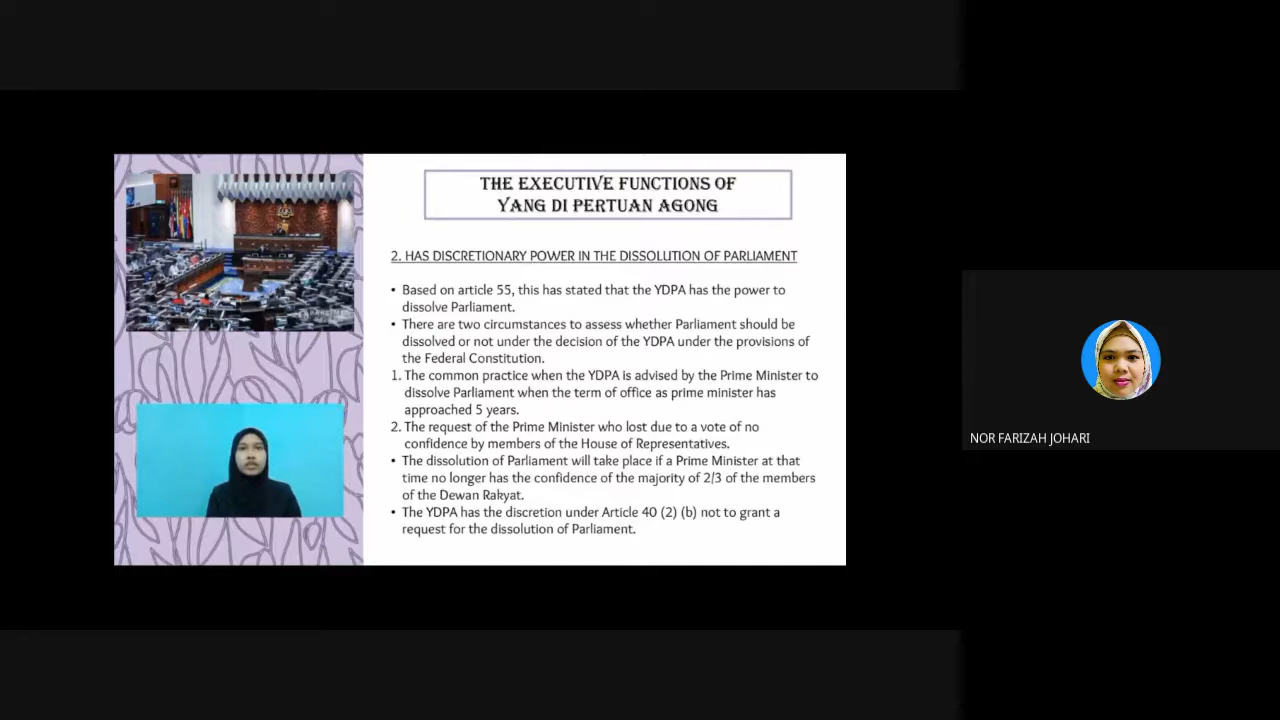 THE EXECUTIVE FUNCTIONS OF
YANG DI PERTUAN AGONG
2. HAS DISCRETIONARY POWER IN THE DISSOLUTION OF PARLIAMENT
• Based on article 55, this has stated that the YDPA has the power to
dissolve Parliament.
• There are two circumstances to assess whether Parliament should be
dissolved or not under the decision of the YDPA under the provisions of
the Federal Constitution.
1. The common practice when the YDPA is advised by the Prime Minister to
dissolve Parliament when the term of office as prime minister has
approached 5 years.
2. The request of the Prime Minister who lost due to a vote of no
confidence by members of the House of Representatives.
• The dissolution of Parliament will take place if a Prime Minister at that
time no longer has the confidence of the majority of 2/3 of the members
of the Dewan Rakyat.
• The YDPA has the discretion under Article 40 (2) (b) not to grant a
request for the dissolution of Parliament.
NOR FARIZAH JOHARI